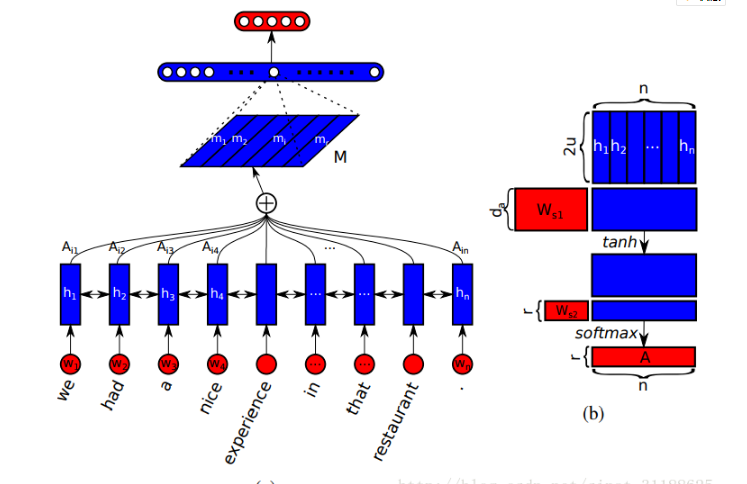 m₁ m₂ mᵢ mᵣ
M
Aᵢ₁ Aᵢ₂ Aᵢ₃ Aᵢ₄ ... Aᵢₙ
h₁ h₂ h₃ h₄ ... ... hₙ
w₁ w₂ w₃ w₄ ... ... wₙ
we had a nice experience in that restaurant .
n
2u
h₁ h₂ ... hₙ
dₐ
Wₛ₁
tanh
r
Wₛ₂
softmax
r
A
n
(b)